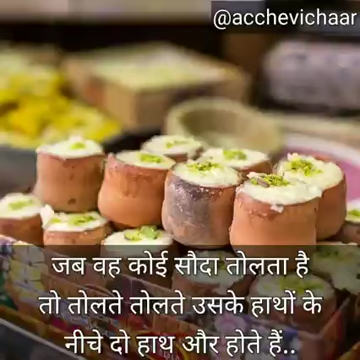 @acchevichaar
जब वह कोई सौदा तोलता है
तो तोलते तोलते उसके हाथों के
नीचे दो हाथ और होते हैं..